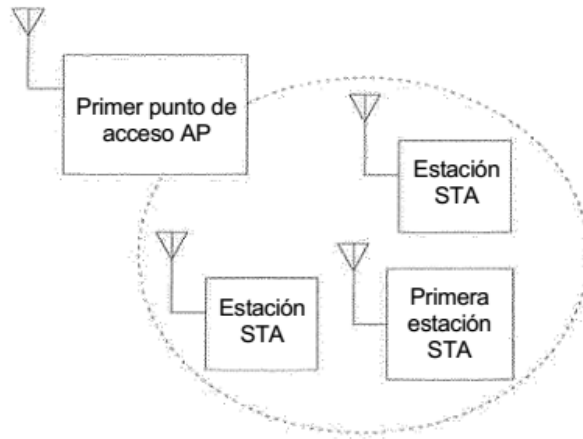 Primer punto de
acceso AP
Estación
STA
Estación
STA
Primera
estación
STA